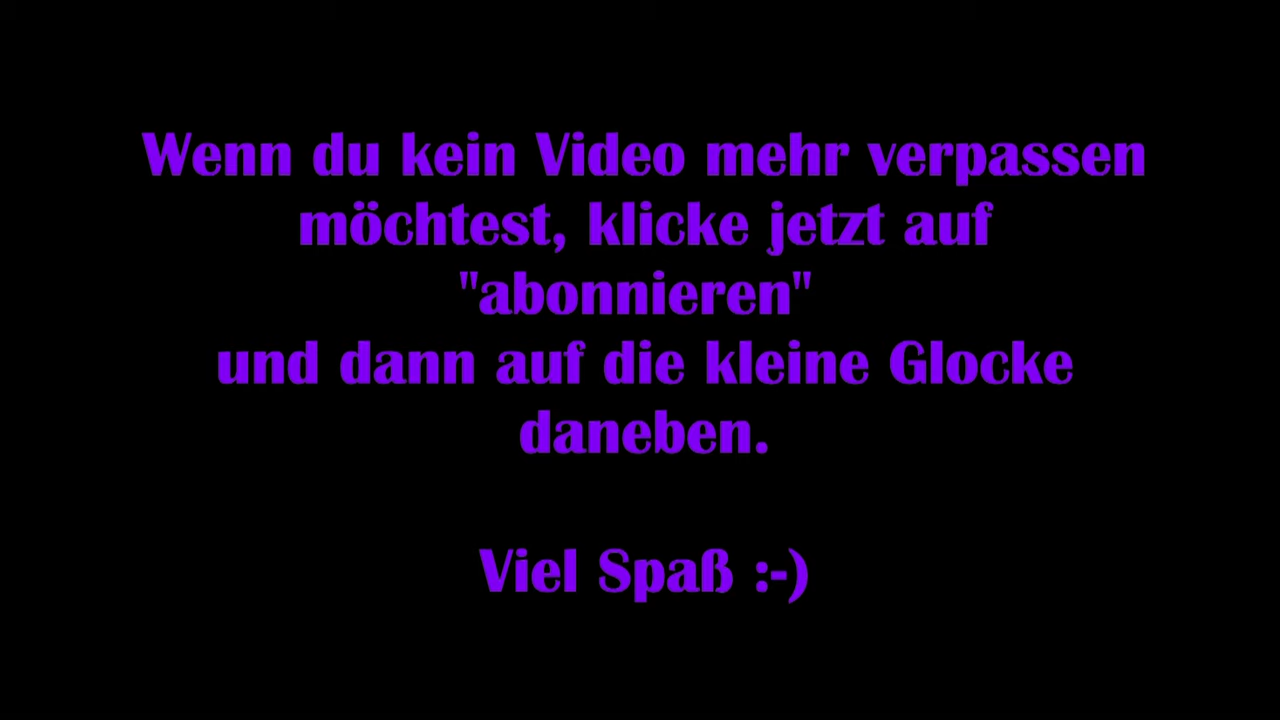 Wenn du kein Video mehr verpassen
möchtest, klicke jetzt auf
"abonnieren"
und dann auf die kleine Glocke
daneben.
Viel Spaß :-)